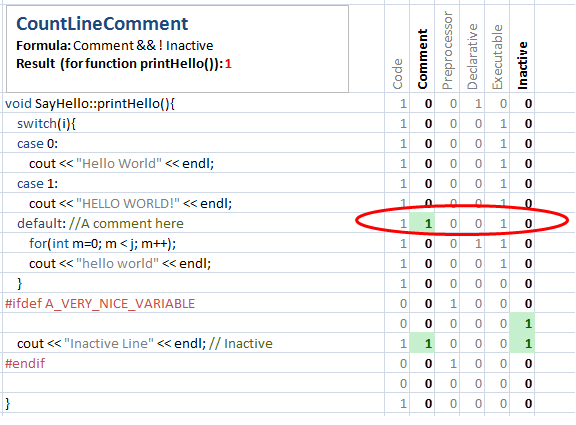 CountLineComment
Formula: Comment && ! Inactive
Result (for function printHello()): 1
Code Comment Preprocessor Declarative Executable Inactive
void SayHello::printHello(){ 1 0 0 1 0 0
switch(i){ 1 0 0 0 1 0
case 0: 1 0 0 0 1 0
cout << "Hello World" << endl; 1 0 0 0 1 0
case 1: 1 0 0 0 1 0
cout << "HELLO WORLD!" << endl; 1 0 0 0 1 0
default: //A comment here 1 1 0 0 1 0
for(int m=0; m < j; m++); 1 0 0 1 1 0
cout << "hello world" << endl; 1 0 0 0 1 0
} 1 0 0 0 0 0
#ifdef A_VERY_NICE_VARIABLE 0 0 1 0 0 0
0 0 0 0 0 1
cout << "Inactive Line" << endl; // Inactive 1 1 0 0 0 1
#endif 0 0 1 0 0 0
0 0 0 0 0 0
} 1 0 0 0 0 0